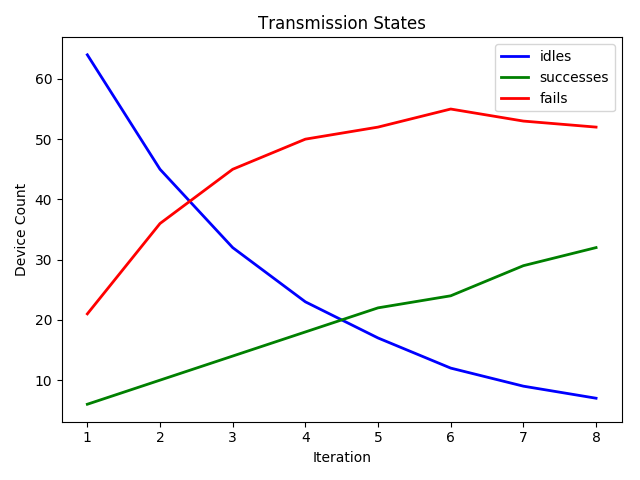 Transmission States
idles
successes
fails
Device Count
60
50
40
30
20
10
1 2 3 4 5 6 7 8
Iteration